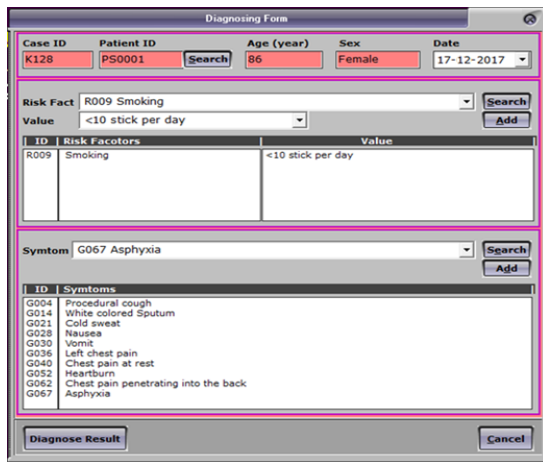 Diagnosing Form
Case ID Patient ID Age (year) Sex Date
K128 PS0001 Search 86 Female 17-12-2017
Risk Fact R009 Smoking Search
Value <10 stick per day Add
ID Risk Facotors Value
R009 Smoking <10 stick per day
Symtom G067 Asphyxia Search
Add
ID Symtoms
G004 Procedural cough
G014 White colored Sputum
G021 Cold sweat
G028 Nausea
G030 Vomit
G036 Left chest pain
G040 Chest pain at rest
G052 Heartburn
G062 Chest pain penetrating into the back
G067 Asphyxia
Diagnose Result Cancel